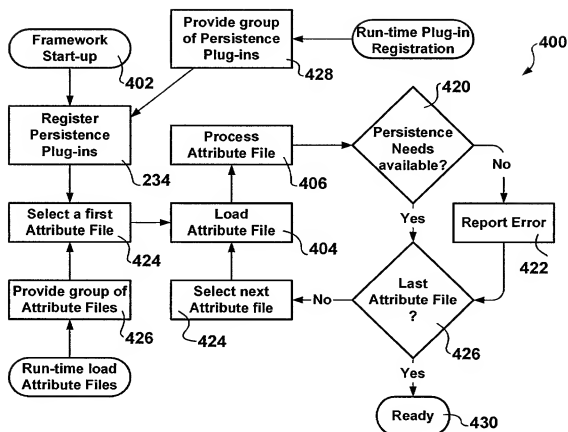 Framework
Start-up
402
Provide group
of Persistence
Plug-ins
428
Run-time Plug-in
Registration
400
Register
Persistence
Plug-ins
234
Process
Attribute File
406
420
Persistence
Needs
available?
No
Yes
Report Error
422
Select a first
Attribute File
424
Load
Attribute File
404
Provide group of
Attribute Files
426
Select next
Attribute file
424
No
Last
Attribute File
?
426
Yes
Run-time load
Attribute Files
Ready
430